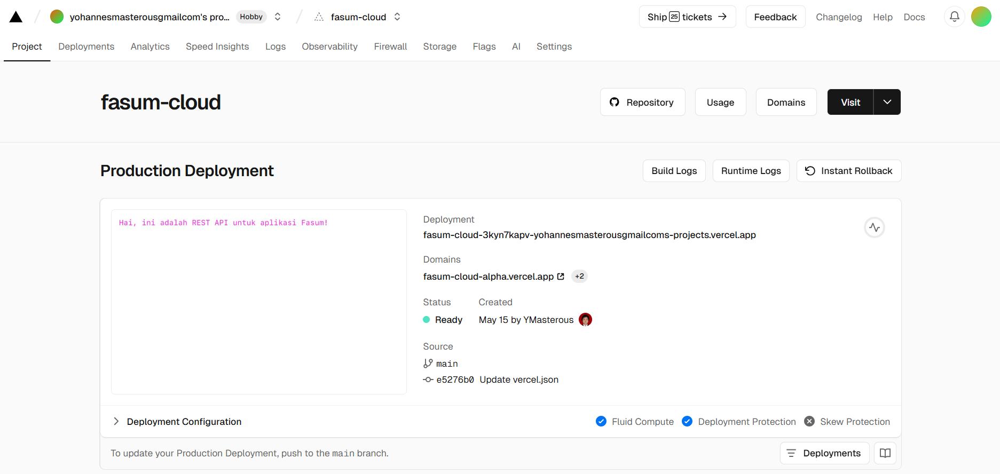 yohannesmasterousgmailcom's pro... Hobby fasum-cloud Ship 25 tickets Feedback Changelog Help Docs
Project Deployments Analytics Speed Insights Logs Observability Firewall Storage Flags AI Settings
fasum-cloud Repository Usage Domains Visit
Production Deployment Build Logs Runtime Logs Instant Rollback
Hai, ini adalah REST API untuk aplikasi Fasum!
Deployment
fasum-cloud-3kyn7kapv-yohannesmasterousgmailcoms-projects.vercel.app
Domains
fasum-cloud-alpha.vercel.app +2
Status Created
Ready May 15 by YMasterous
Source
main
e5276b0 Update vercel.json
Deployment Configuration Fluid Compute Deployment Protection Skew Protection
To update your Production Deployment, push to the main branch. Deployments